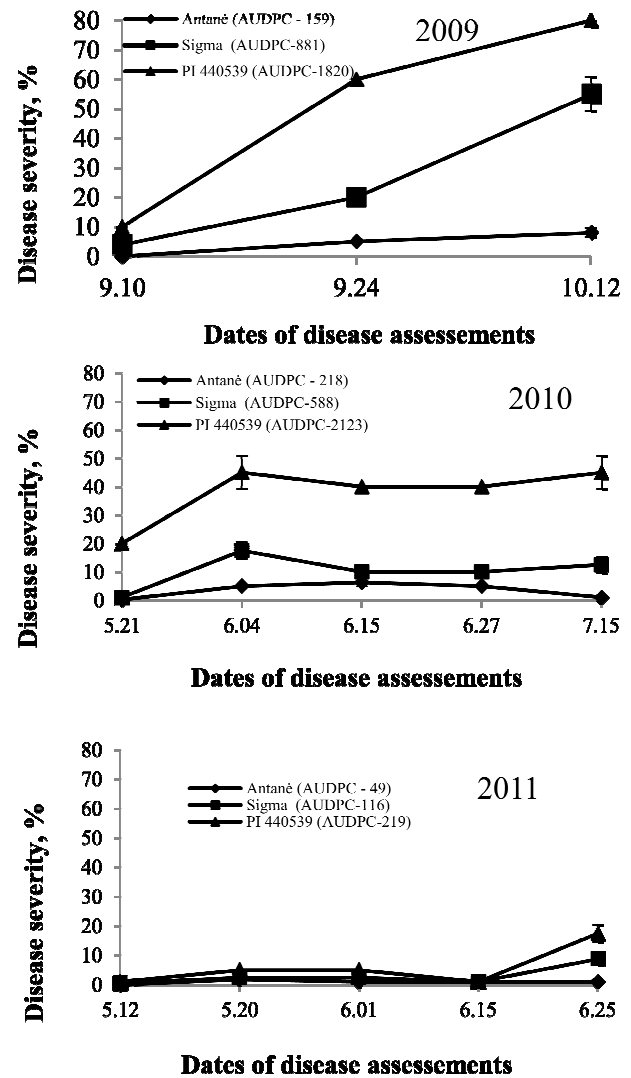 80
Antanė (AUDPC - 159)
2009
70
Sigma (AUDPC-881)
60
PI 440539 (AUDPC-1820)
50
40
30
20
10
0
Disease severity, %
9.10 9.24 10.12
Dates of disease assessements
80
Antanė (AUDPC - 218)
2010
70
Sigma (AUDPC-588)
60
PI 440539 (AUDPC-2123)
50
40
30
20
10
0
Disease severity, %
5.21 6.04 6.15 6.27 7.15
Dates of disease assessements
80
70
Antanė (AUDPC - 49)
2011
Sigma (AUDPC-116)
60
PI 440539 (AUDPC-219)
50
40
30
20
10
0
Disease severity, %
5.12 5.20 6.01 6.15 6.25
Dates of disease assessements